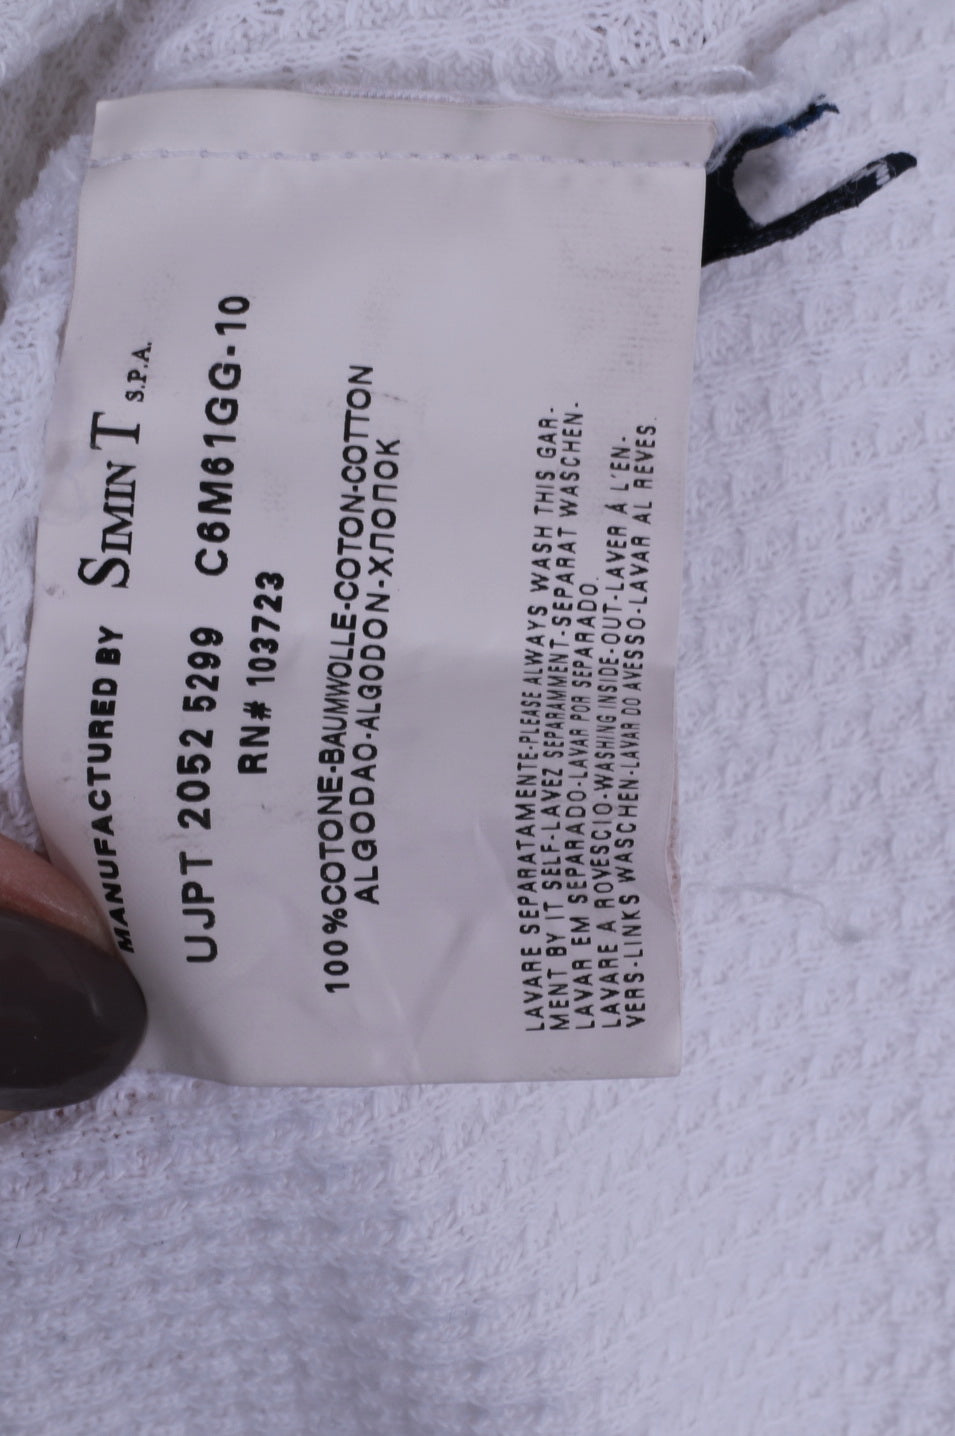 MANUFACTURED BY SIMINT S.P.A.
UJPT 2052 5299 C6M61GG-10
RN# 103723
100%COTONE-BAUMWOLLE-COTON-COTTON
ALGODAO-ALGODON-ХЛОПОК
LAVARE SEPARATAMENTE-PLEASE ALWAYS WASH THIS GAR-
MENT BY IT SELF-LAVEZ SEPARAMMENT-SEPARAT WASCHEN-
LAVAR EM SEPARADO-LAVAR POR SEPARADO.
LAVARE A ROVESCIO-WASHING INSIDE-OUT-LAVER Á L'EN-
VERS-LINKS WASCHEN-LAVAR DO AVESSO-LAVAR AL REVES.